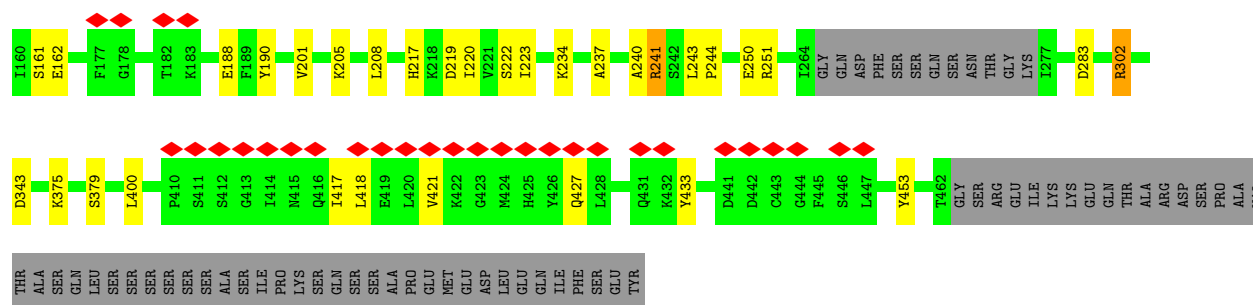 I160 S161 E162 F177 G178 T182 K183 E188 F189 Y190 V201 K205 L208 H217 K218 D219 I220 V221 S222 I223 K234 A237 A240 R241 S242 L243 P244 E250 R251 I264 GLY GLN ASP PHE SER SER GLN SER ASN THR GLY LYS I277 D283 R302
D343 K375 S379 L400 P410 S411 S412 G413 I414 N415 Q416 I417 L418 E419 L420 V421 K422 G423 M424 H425 Y426 Q427 L428 Q431 K432 Y433 D441 D442 C443 G444 F445 S446 L447 Y453 T462 GLY SER ARG GLU ILE LYS LYS GLU GLN THR ALA ARG ASP SER PRO ALA
THR ALA SER GLN LEU SER SER SER SER SER ALA SER ILE PRO LYS SER GLN SER SER ALA PRO GLU MET GLU ASP LEU GLU GLN ILE PHE SER GLU TYR